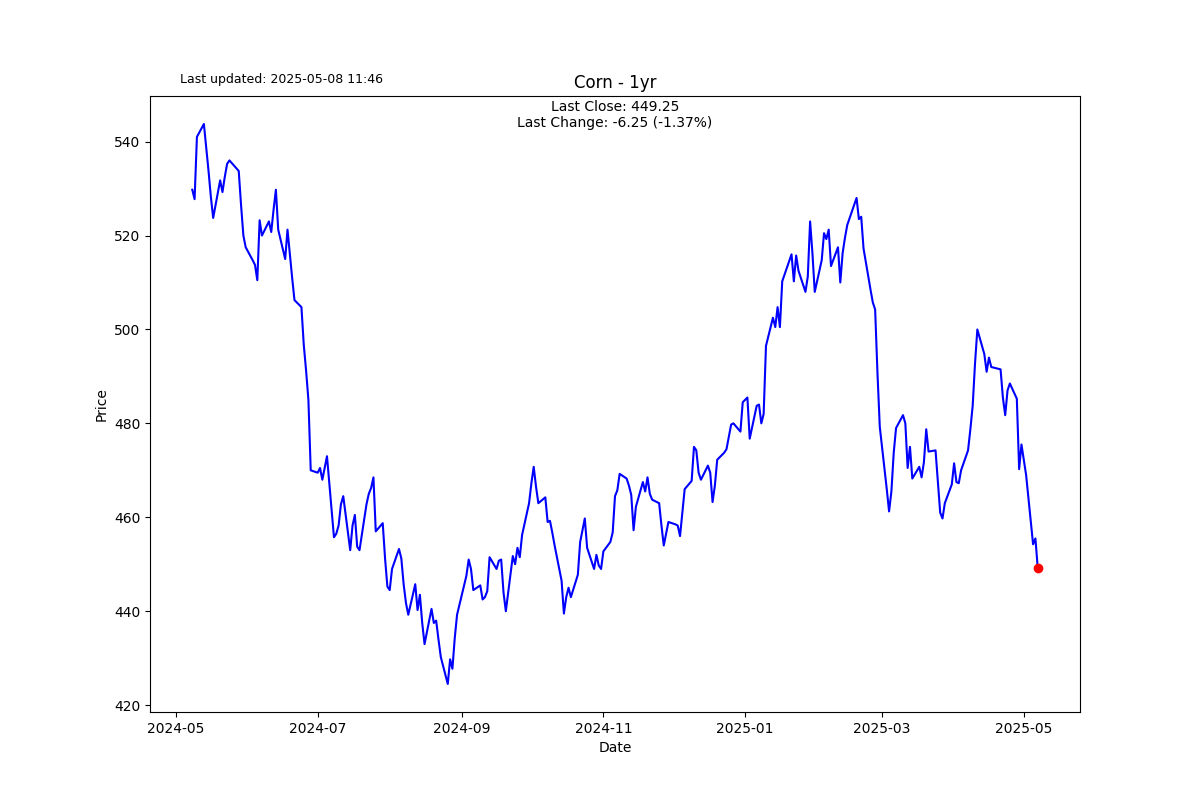 Last updated: 2025-05-08 11:46
Corn - 1yr
Last Close: 449.25
Last Change: -6.25 (-1.37%)
540
520
500
480
460
440
420
Price
2024-05
2024-07
2024-09
2024-11
2025-01
2025-03
2025-05
Date